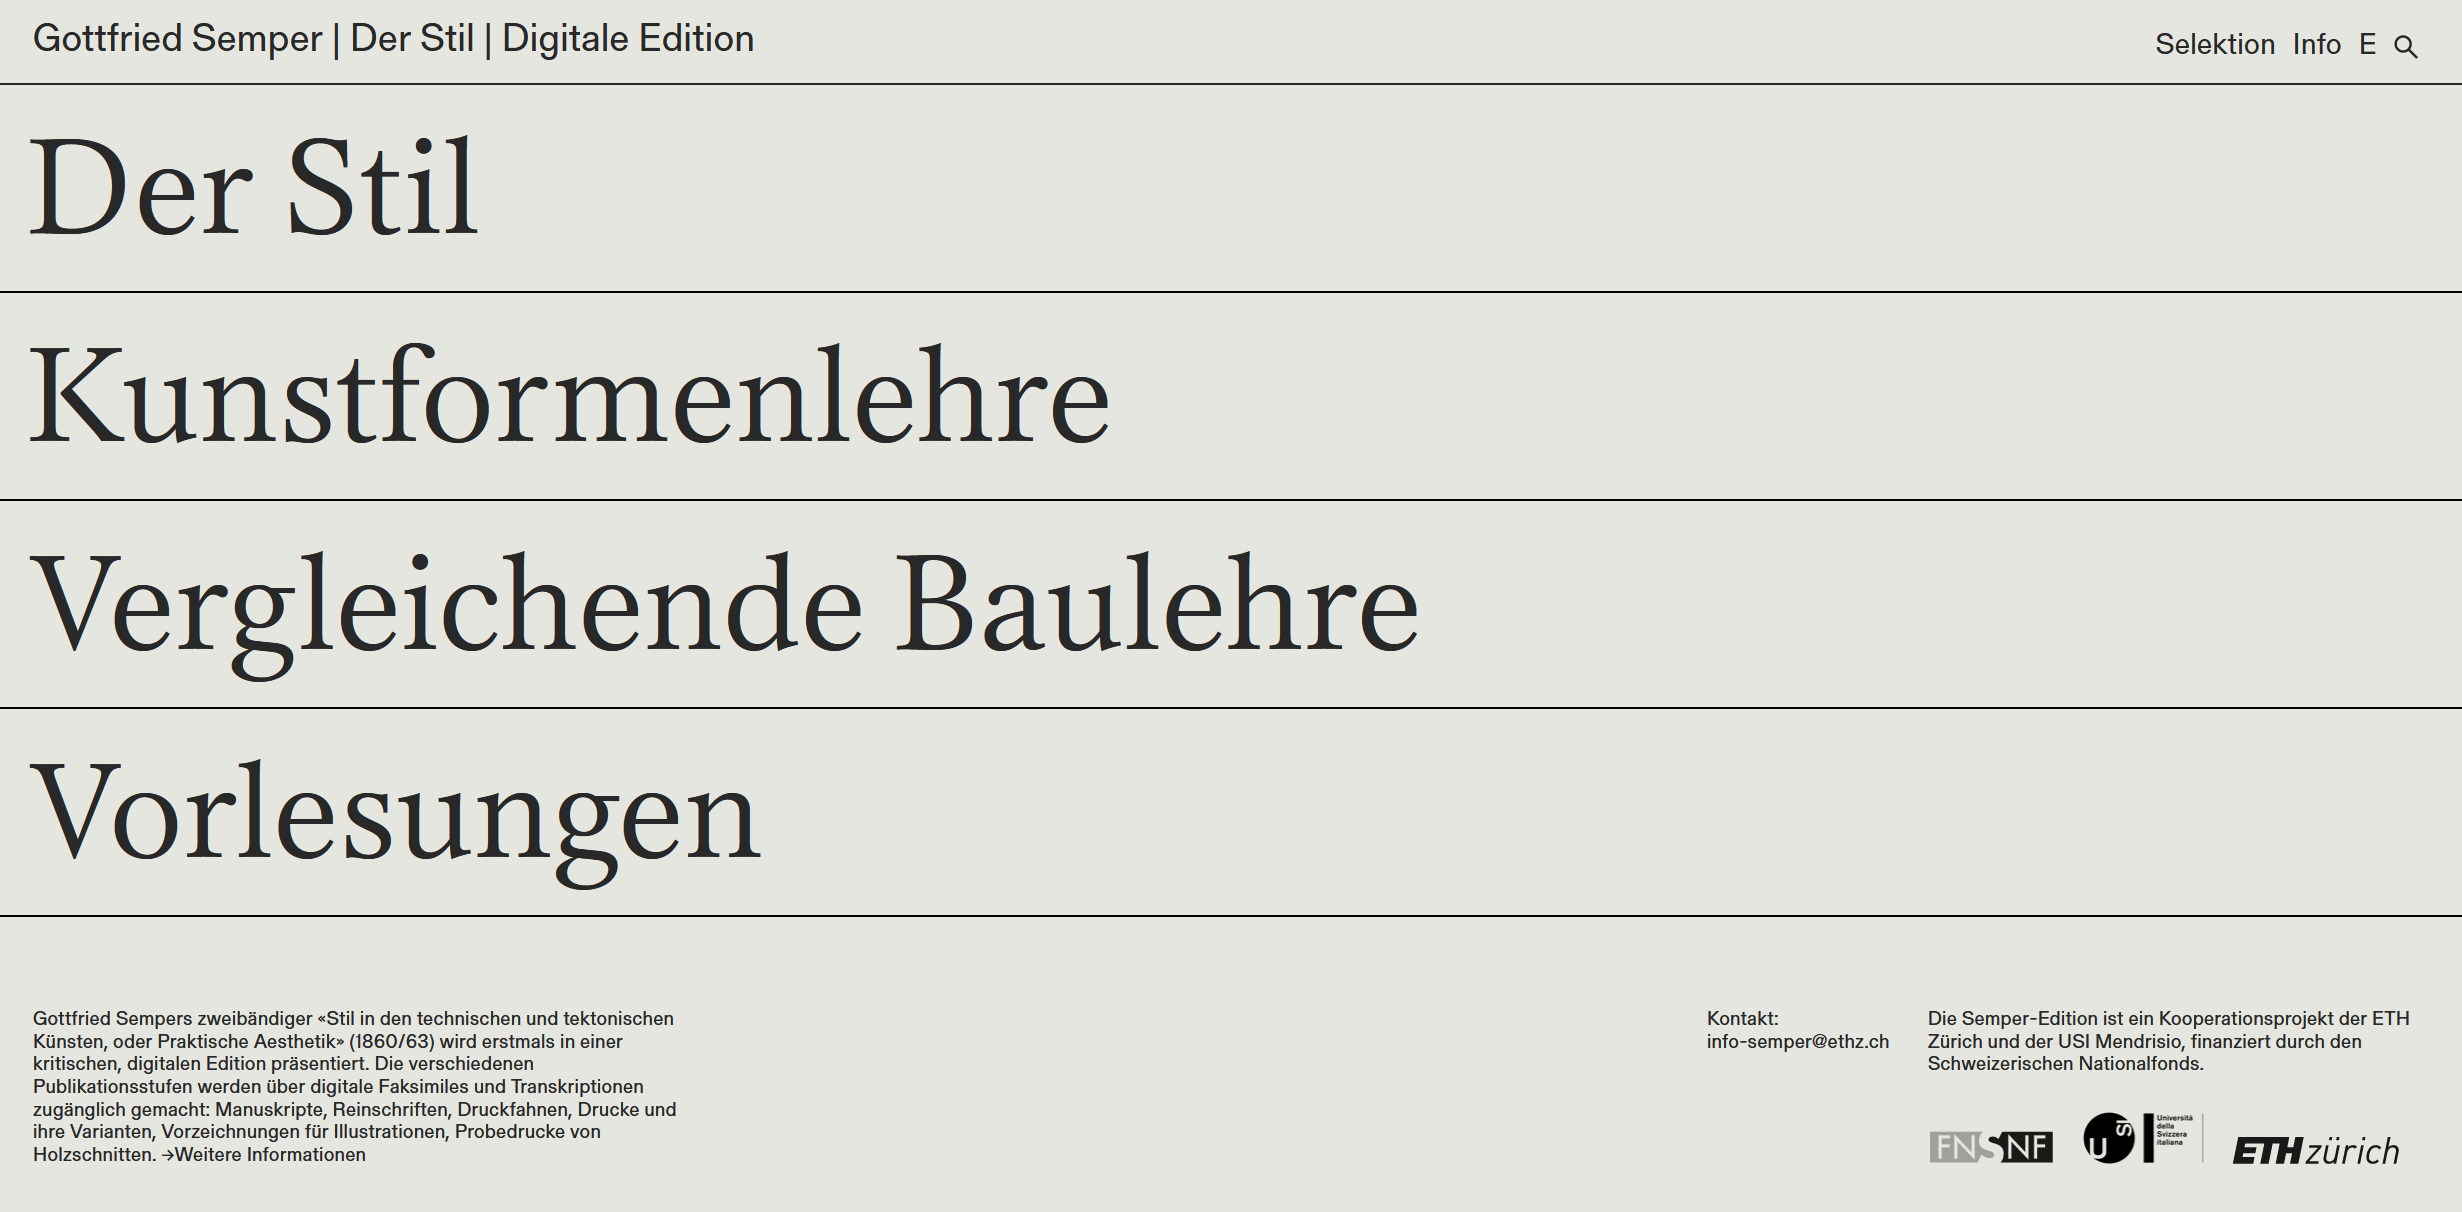 Gottfried Semper | Der Stil | Digitale Edition
Selektion Info E
Der Stil
Kunstformenlehre
Vergleichende Baulehre
Vorlesungen
Gottfried Sempers zweibändiger «Stil in den technischen und tektonischen
Künsten, oder Praktische Aesthetik» (1860/63) wird erstmals in einer
kritischen, digitalen Edition präsentiert. Die verschiedenen
Publikationsstufen werden über digitale Faksimiles und Transkriptionen
zugänglich gemacht: Manuskripte, Reinschriften, Druckfahnen, Drucke und
ihre Varianten, Vorzeichnungen für Illustrationen, Probedrucke von
Holzschnitten. →Weitere Informationen
Kontakt:
info-semper@ethz.ch
Die Semper-Edition ist ein Kooperationsprojekt der ETH
Zürich und der USI Mendrisio, finanziert durch den
Schweizerischen Nationalfonds.
FNSNF
USI
Università
della
Svizzera
italiana
ETH zürich